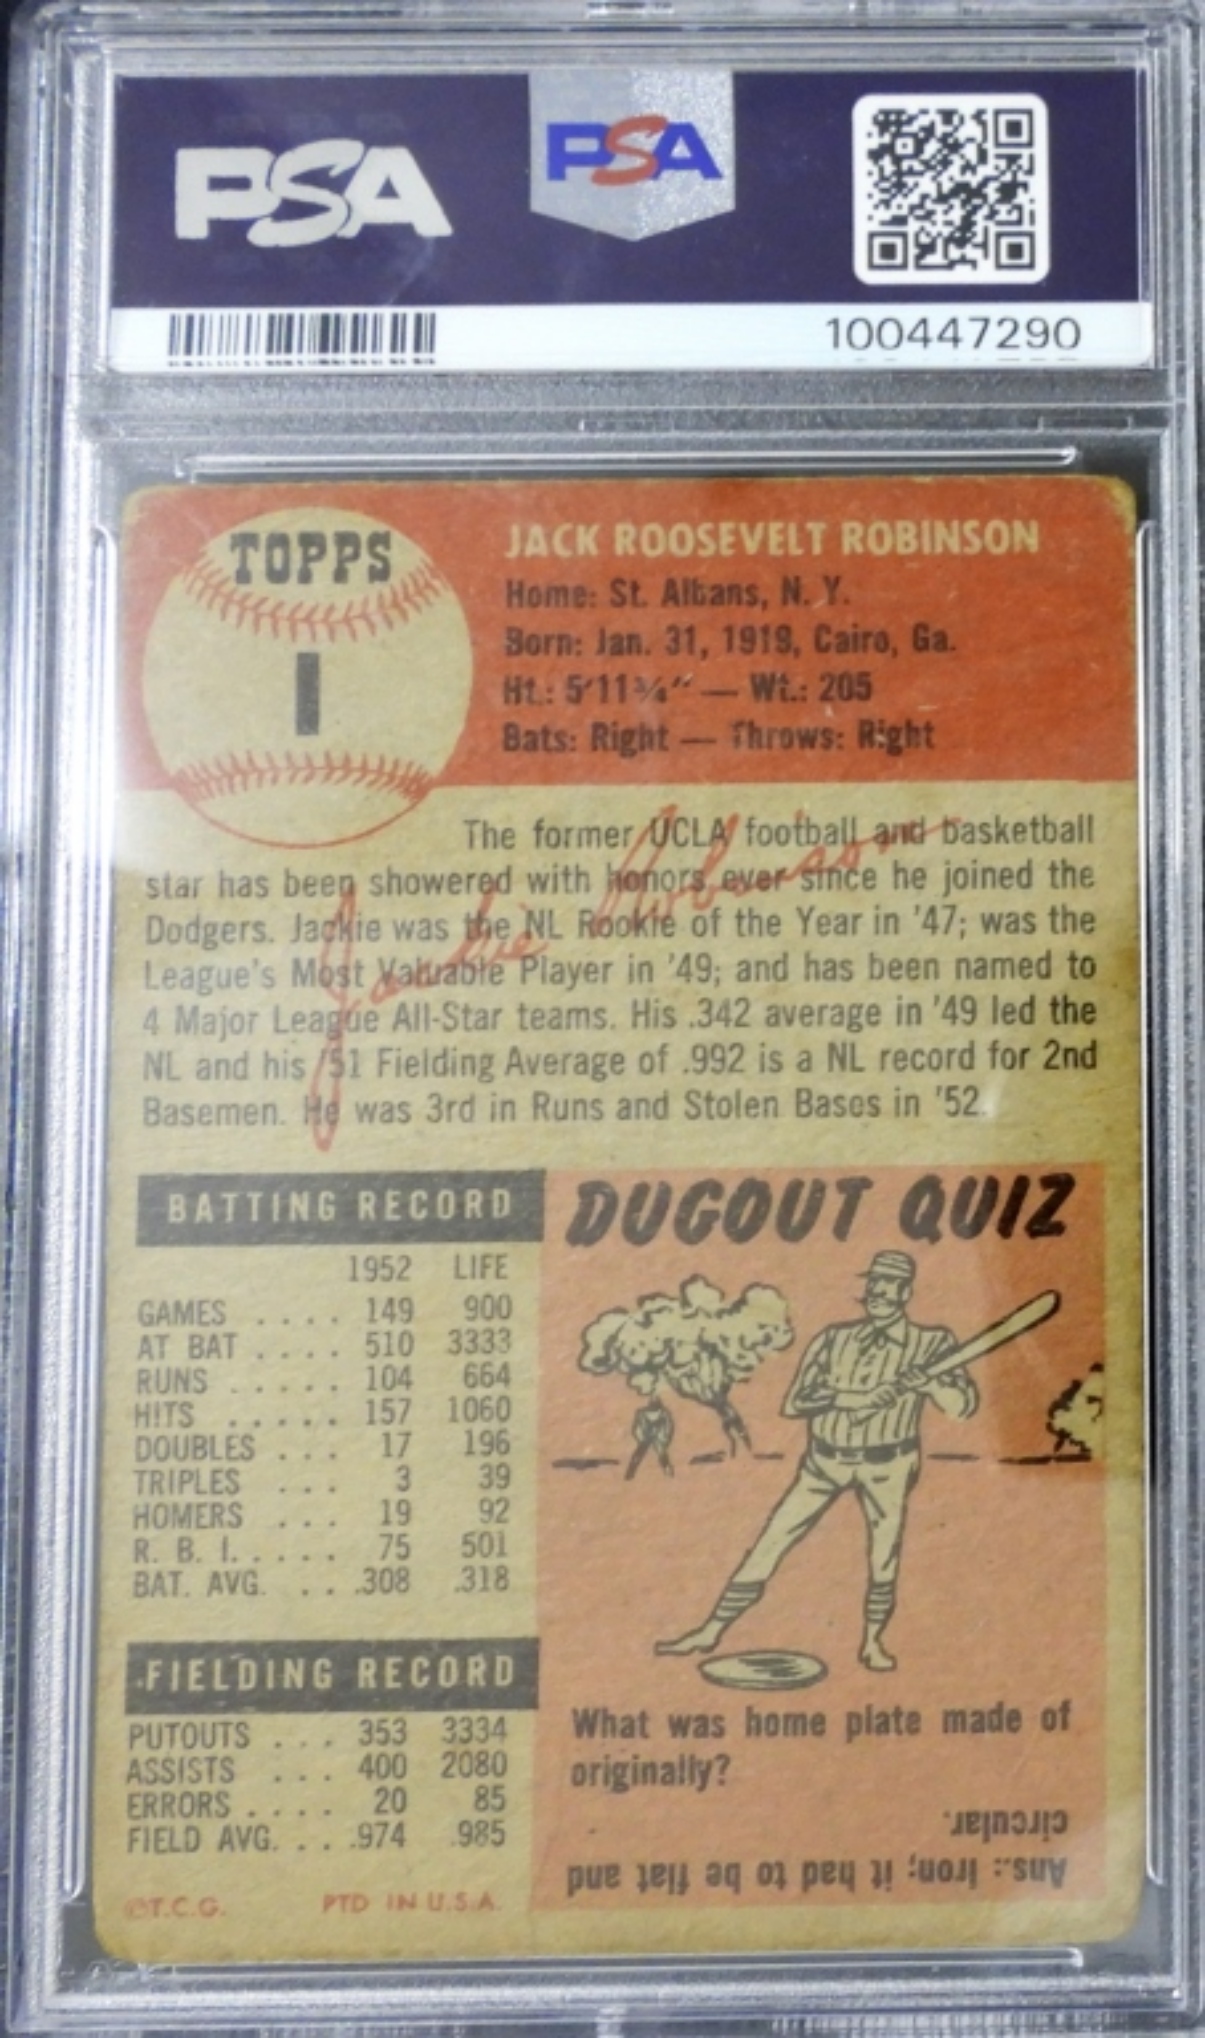 PSA
PSA
100447290
TOPPS
1
JACK ROOSEVELT ROBINSON
Home: St. Albans, N. Y.
Born: Jan. 31, 1919, Cairo, Ga.
Ht.: 5'11¾" — Wt.: 205
Bats: Right — Throws: Right
The former UCLA football and basketball
star has been showered with honors ever since he joined the
Dodgers. Jackie was the NL Rookie of the Year in '47; was the
League's Most Valuable Player in '49; and has been named to
4 Major League All-Star teams. His .342 average in '49 led the
NL and his '51 Fielding Average of .992 is a NL record for 2nd
Basemen. He was 3rd in Runs and Stolen Bases in '52.
Jackie Robinson
BATTING RECORD
1952 LIFE
GAMES .... 149 900
AT BAT .... 510 3333
RUNS ..... 104 664
HITS ..... 157 1060
DOUBLES ... 17 196
TRIPLES ... 3 39
HOMERS ... 19 92
R. B. I. .... 75 501
BAT. AVG. ... .308 .318
FIELDING RECORD
PUTOUTS ... 353 3334
ASSISTS ... 400 2080
ERRORS .... 20 85
FIELD AVG. ... .974 .985
©T.C.G. PTD IN U.S.A.
DUGOUT QUIZ
What was home plate made of
originally?
Ans.: Iron; it had to be flat and
circular.